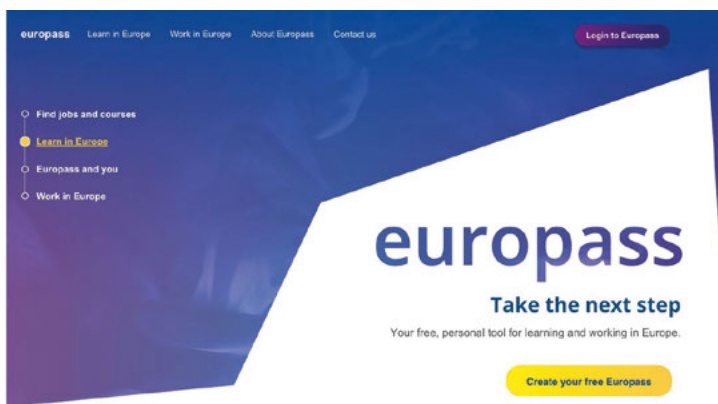 europass Learn in Europe Work in Europe About Europass Contact us Login to Europass
Find jobs and courses
Learn in Europe
Europass and you
Work in Europe
europass
Take the next step
Your free, personal tool for learning and working in Europe.
Create your free Europass